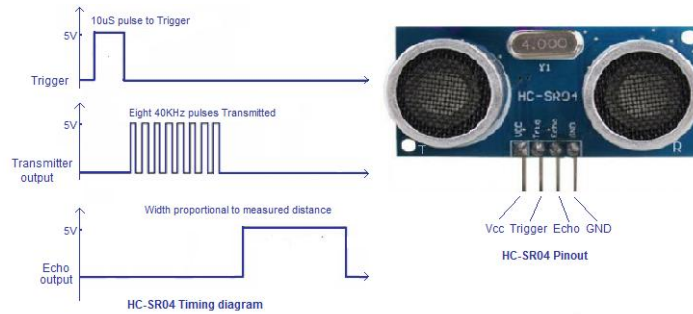 10uS pulse to Trigger
5V
Trigger
Eight 40KHz pulses Transmitted
5V
Transmitter
output
Width proportional to measured distance
5V
Echo
output
HC-SR04 Timing diagram
4.000
Y1
HC-SR04
Vcc Trig Echo GND
T
R
Vcc Trigger Echo GND
HC-SR04 Pinout